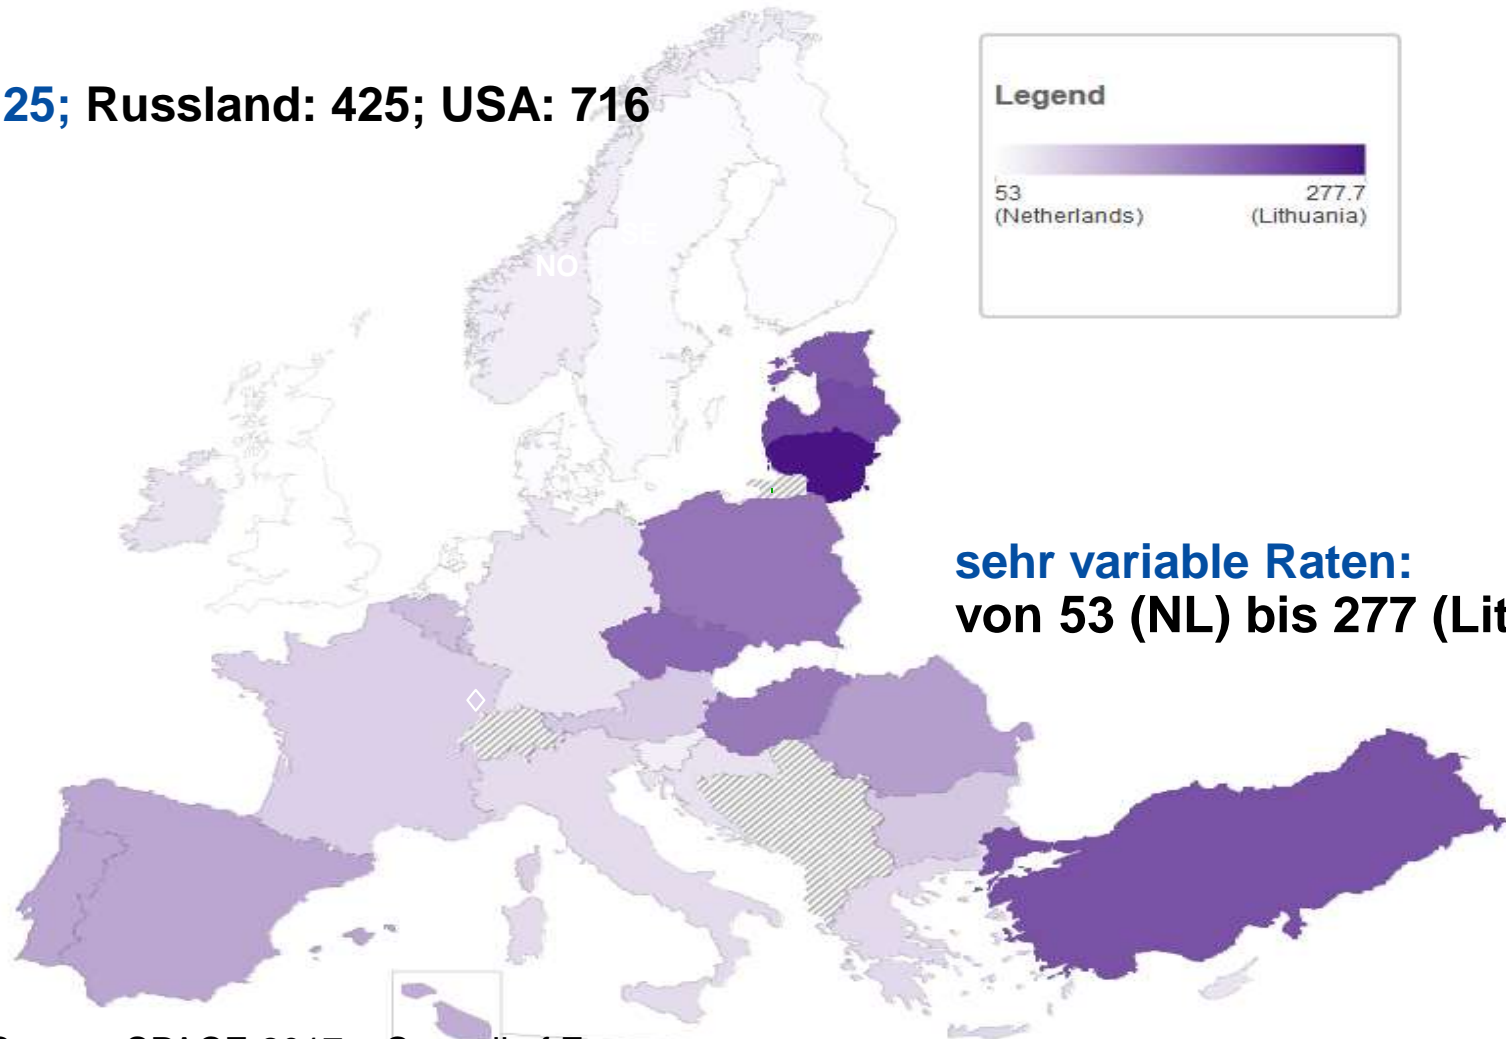 25; Russland: 425; USA: 716
Legend
53
(Netherlands)
277.7
(Lithuania)
SE
NO
sehr variable Raten:
von 53 (NL) bis 277 (Lit